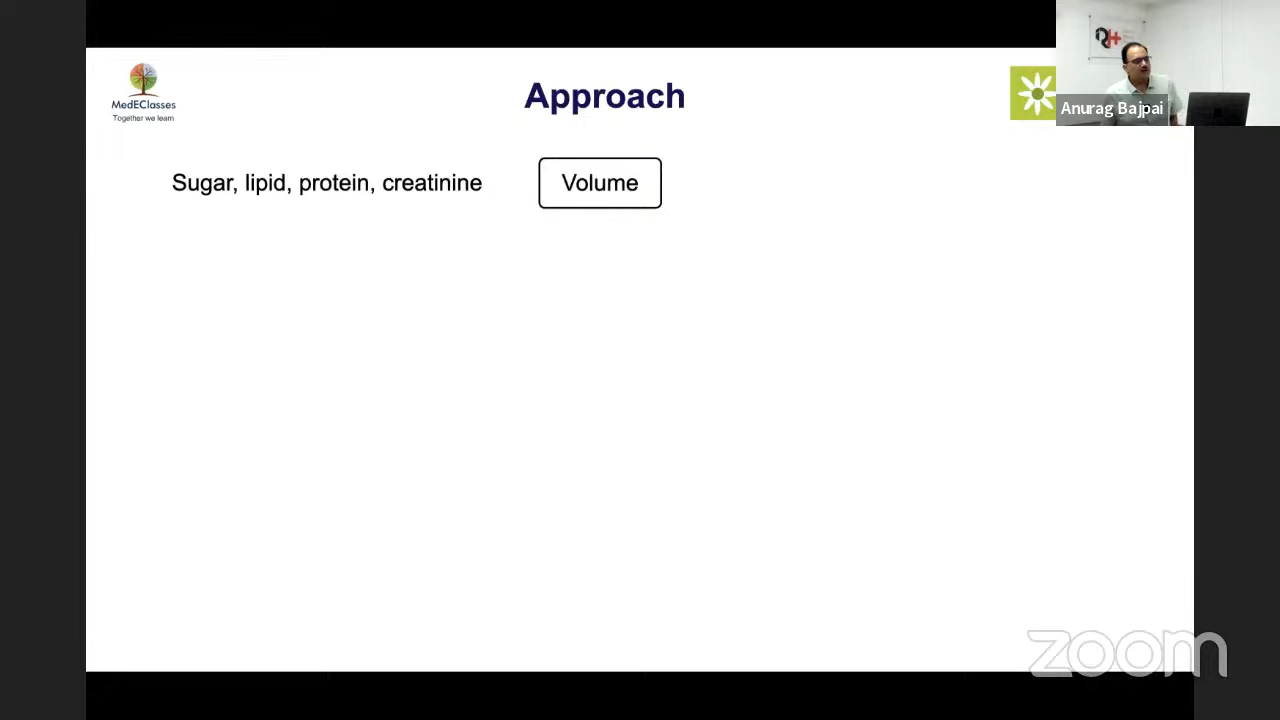 MedEClasses
Together we learn
Approach
Anurag Bajpai
Sugar, lipid, protein, creatinine
Volume
zoom